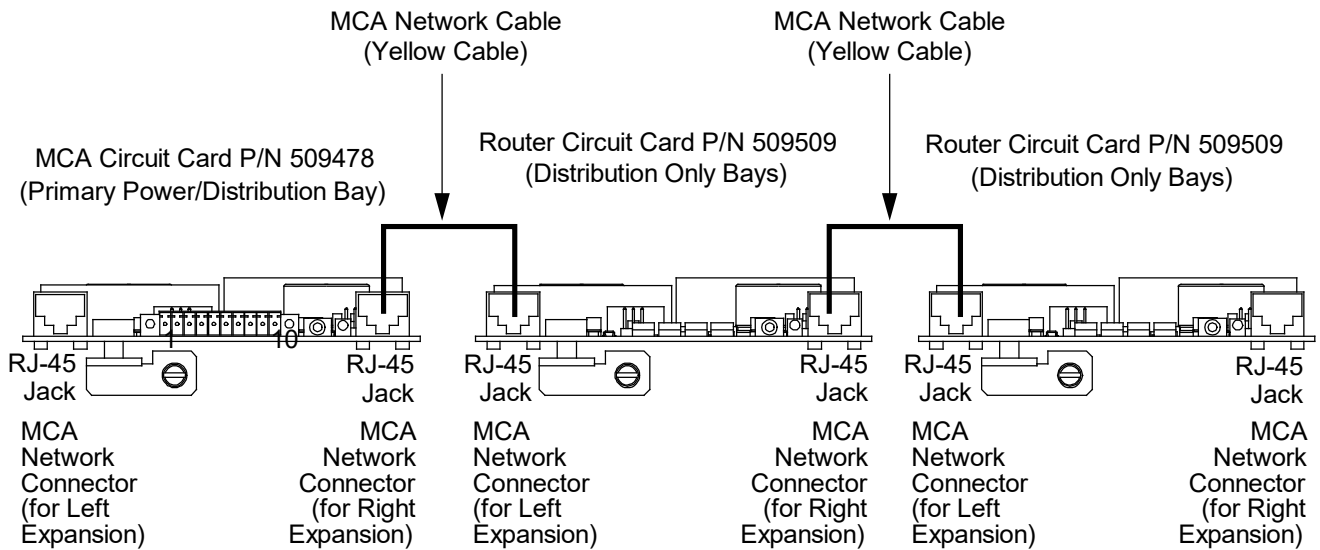 MCA Network Cable
(Yellow Cable)
MCA Network Cable
(Yellow Cable)
MCA Circuit Card P/N 509478
(Primary Power/Distribution Bay)
Router Circuit Card P/N 509509
(Distribution Only Bays)
Router Circuit Card P/N 509509
(Distribution Only Bays)
1
10
RJ-45
Jack
RJ-45
Jack
RJ-45
Jack
RJ-45
Jack
RJ-45
Jack
RJ-45
Jack
MCA
Network
Connector
(for Left
Expansion)
MCA
Network
Connector
(for Right
Expansion)
MCA
Network
Connector
(for Left
Expansion)
MCA
Network
Connector
(for Right
Expansion)
MCA
Network
Connector
(for Left
Expansion)
MCA
Network
Connector
(for Right
Expansion)